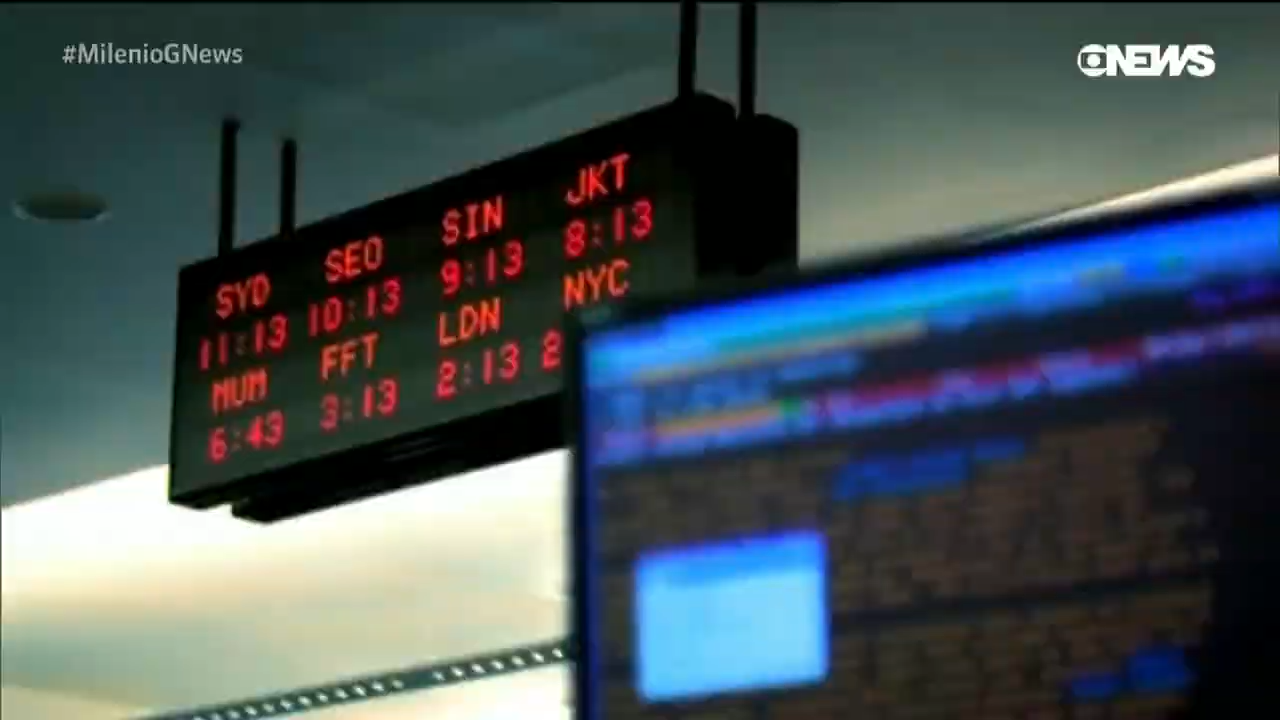 #MilenioGNews
GNEWS
SYD SEO SIN JKT
11:13 10:13 9:13 8:13
MUM FFT LDN NYC
6:43 3:13 2:13 2